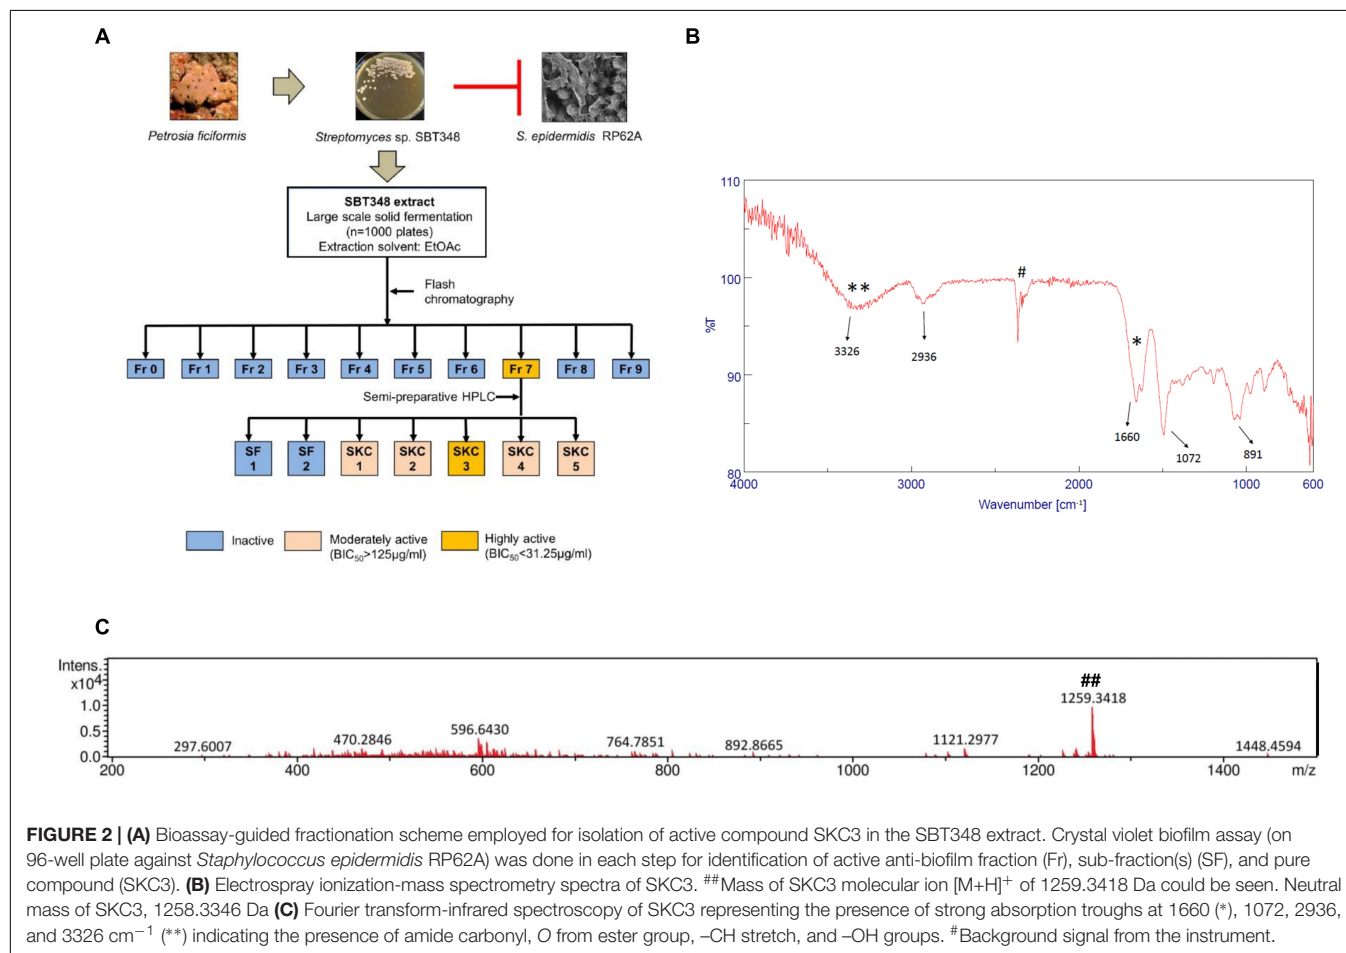 A
Petrosia ficiformis
Streptomyces sp. SBT348
S. epidermidis RP62A
SBT348 extract
Large scale solid fermentation
(n=1000 plates)
Extraction solvent: EtOAc
Flash
chromatography
Fr 0 Fr 1 Fr 2 Fr 3 Fr 4 Fr 5 Fr 6 Fr 7 Fr 8 Fr 9
Semi-preparative HPLC
SF SF SKC SKC SKC SKC SKC
1 2 1 2 3 4 5
Inactive
Moderately active
(BIC50>125µg/ml)
Highly active
(BIC50<31.25µg/ml)
B
110
100
90
80
%T
#
**
*
3326
2936
1660
1072
891
4000 3000 2000 1000 600
Wavenumber [cm-1]
C
Intens.
x10⁴
1.0
0.5
0.0
##
297.6007
470.2846
596.6430
764.7851
892.8665
1121.2977
1259.3418
1448.4594
200 400 600 800 1000 1200 1400 m/z
FIGURE 2 | (A) Bioassay-guided fractionation scheme employed for isolation of active compound SKC3 in the SBT348 extract. Crystal violet biofilm assay (on
96-well plate against Staphylococcus epidermidis RP62A) was done in each step for identification of active anti-biofilm fraction (Fr), sub-fraction(s) (SF), and pure
compound (SKC3). (B) Electrospray ionization-mass spectrometry spectra of SKC3. ##Mass of SKC3 molecular ion [M+H]+ of 1259.3418 Da could be seen. Neutral
mass of SKC3, 1258.3346 Da (C) Fourier transform-infrared spectroscopy of SKC3 representing the presence of strong absorption troughs at 1660 (*), 1072, 2936,
and 3326 cm−1 (**) indicating the presence of amide carbonyl, O from ester group, –CH stretch, and –OH groups. #Background signal from the instrument.